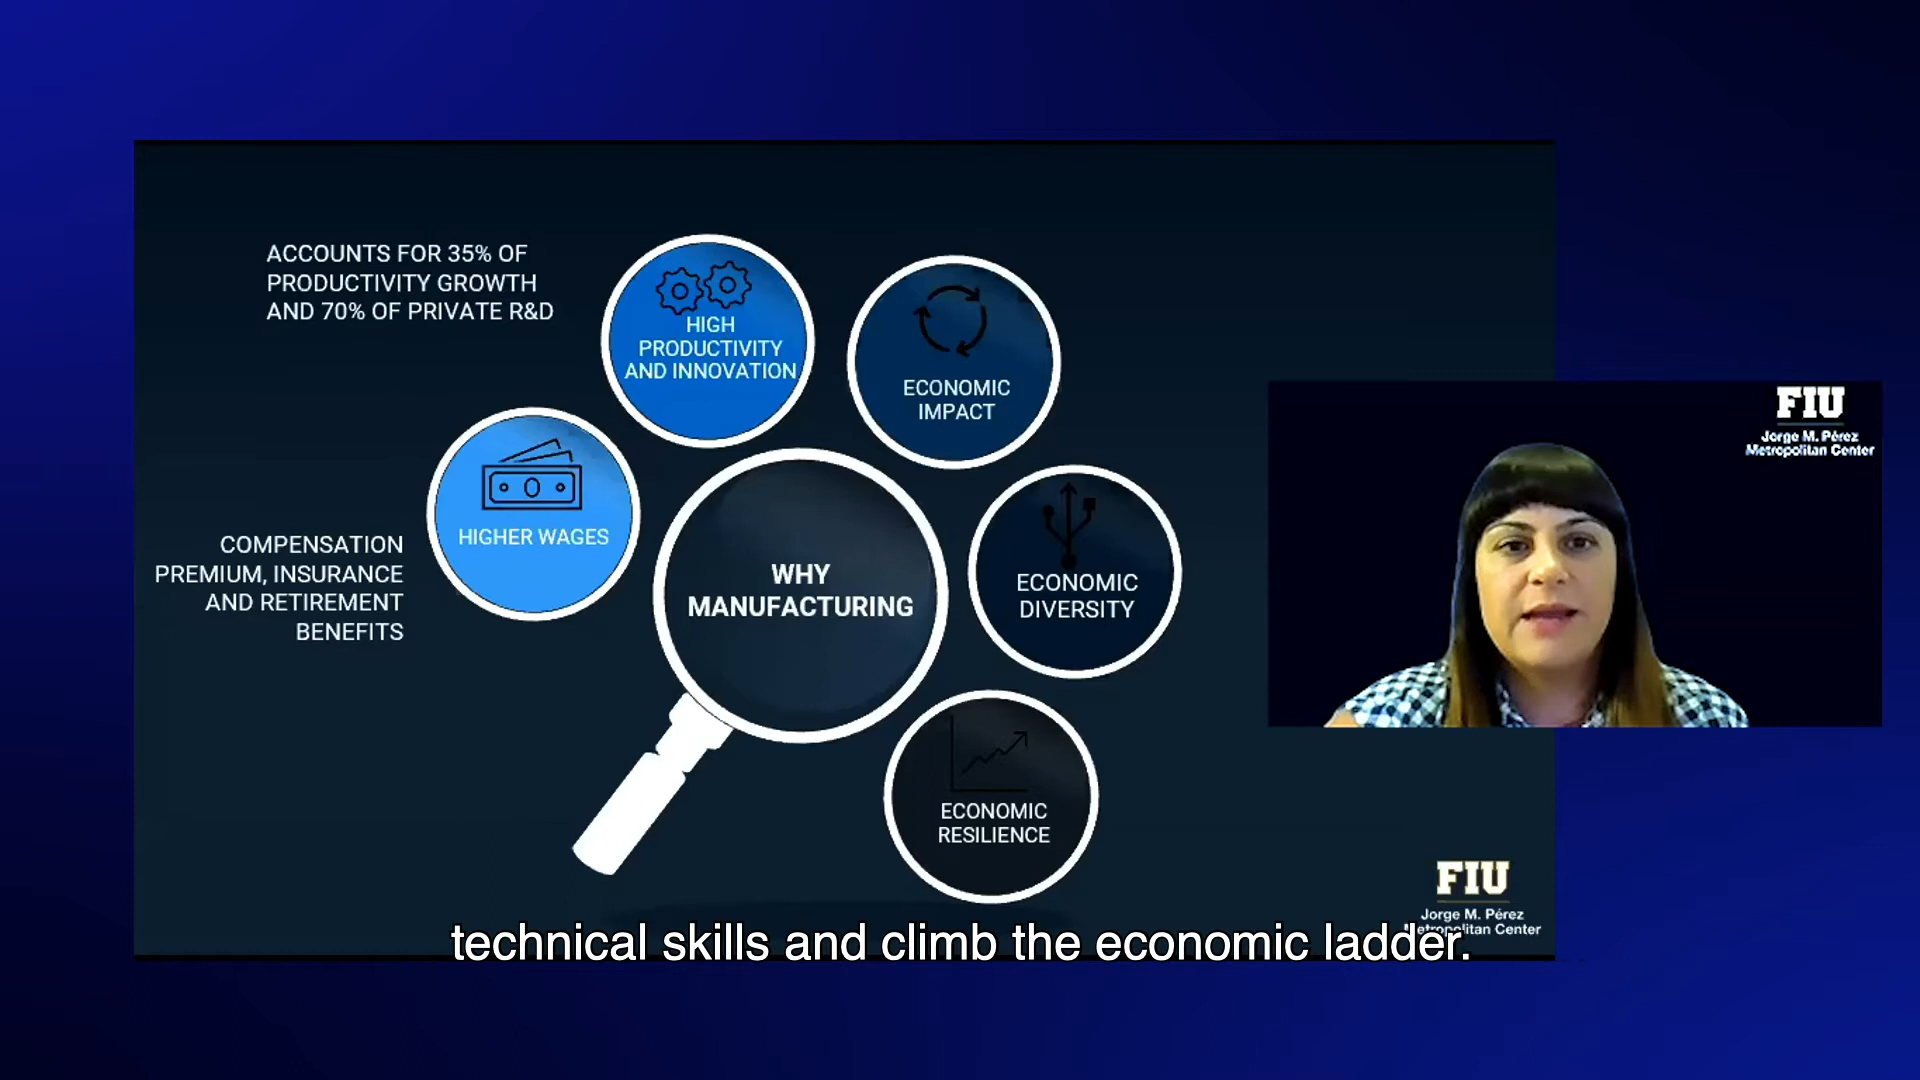 ACCOUNTS FOR 35% OF
PRODUCTIVITY GROWTH
AND 70% OF PRIVATE R&D
HIGH
PRODUCTIVITY
AND INNOVATION
ECONOMIC
IMPACT
HIGHER WAGES
COMPENSATION
PREMIUM, INSURANCE
AND RETIREMENT
BENEFITS
WHY
MANUFACTURING
ECONOMIC
DIVERSITY
ECONOMIC
RESILIENCE
FIU
Jorge M. Pérez
Metropolitan Center
FIU
Jorge M. Pérez
Metropolitan Center
technical skills and climb the economic ladder.